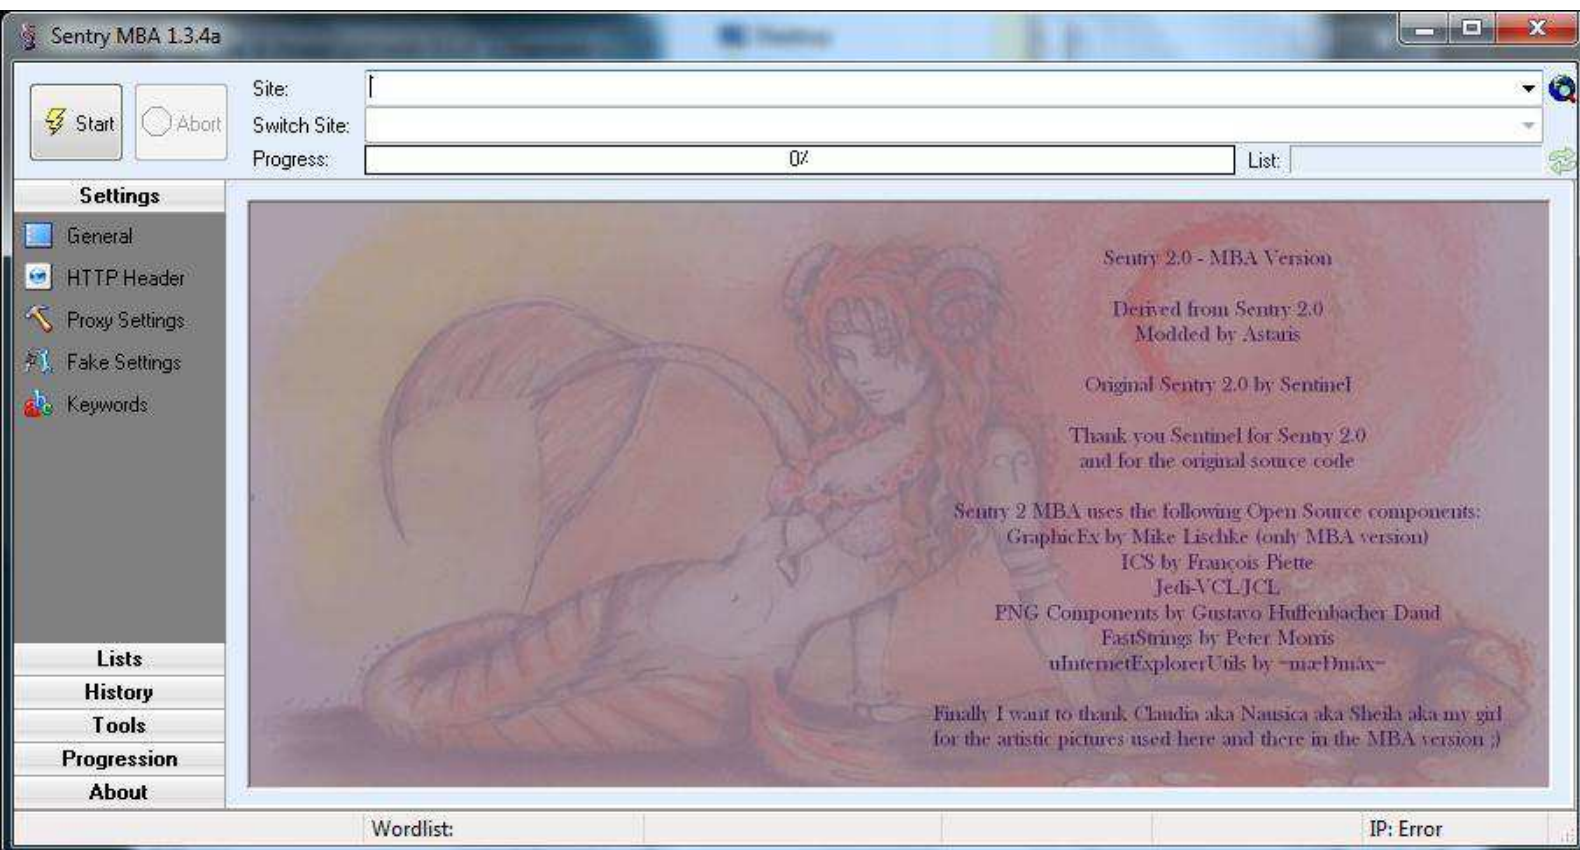 Sentry MBA 1.3.4a
Start
Abort
Site:
Switch Site:
Progress:
0%
List:
Settings
General
HTTP Header
Proxy Settings
Fake Settings
Keywords
Lists
History
Tools
Progression
About
Sentry 2.0 - MBA Version
Derived from Sentry 2.0
Modded by Astaris
Original Sentry 2.0 by Sentinel
Thank you Sentinel for Sentry 2.0
and for the original source code
Sentry 2 MBA uses the following Open Source components:
GraphicEx by Mike Lischke (only MBA version)
ICS by François Piette
Jedi-VCL/JCL
PNG Components by Gustavo Huffenbacher Daud
FastStrings by Peter Morris
uInternetExplorerUtils by
Finally I want to thank Claudia aka Nausica aka Sheila aka my girl
for the artistic pictures used here and there in the MBA version ;)
Wordlist:
IP: Error